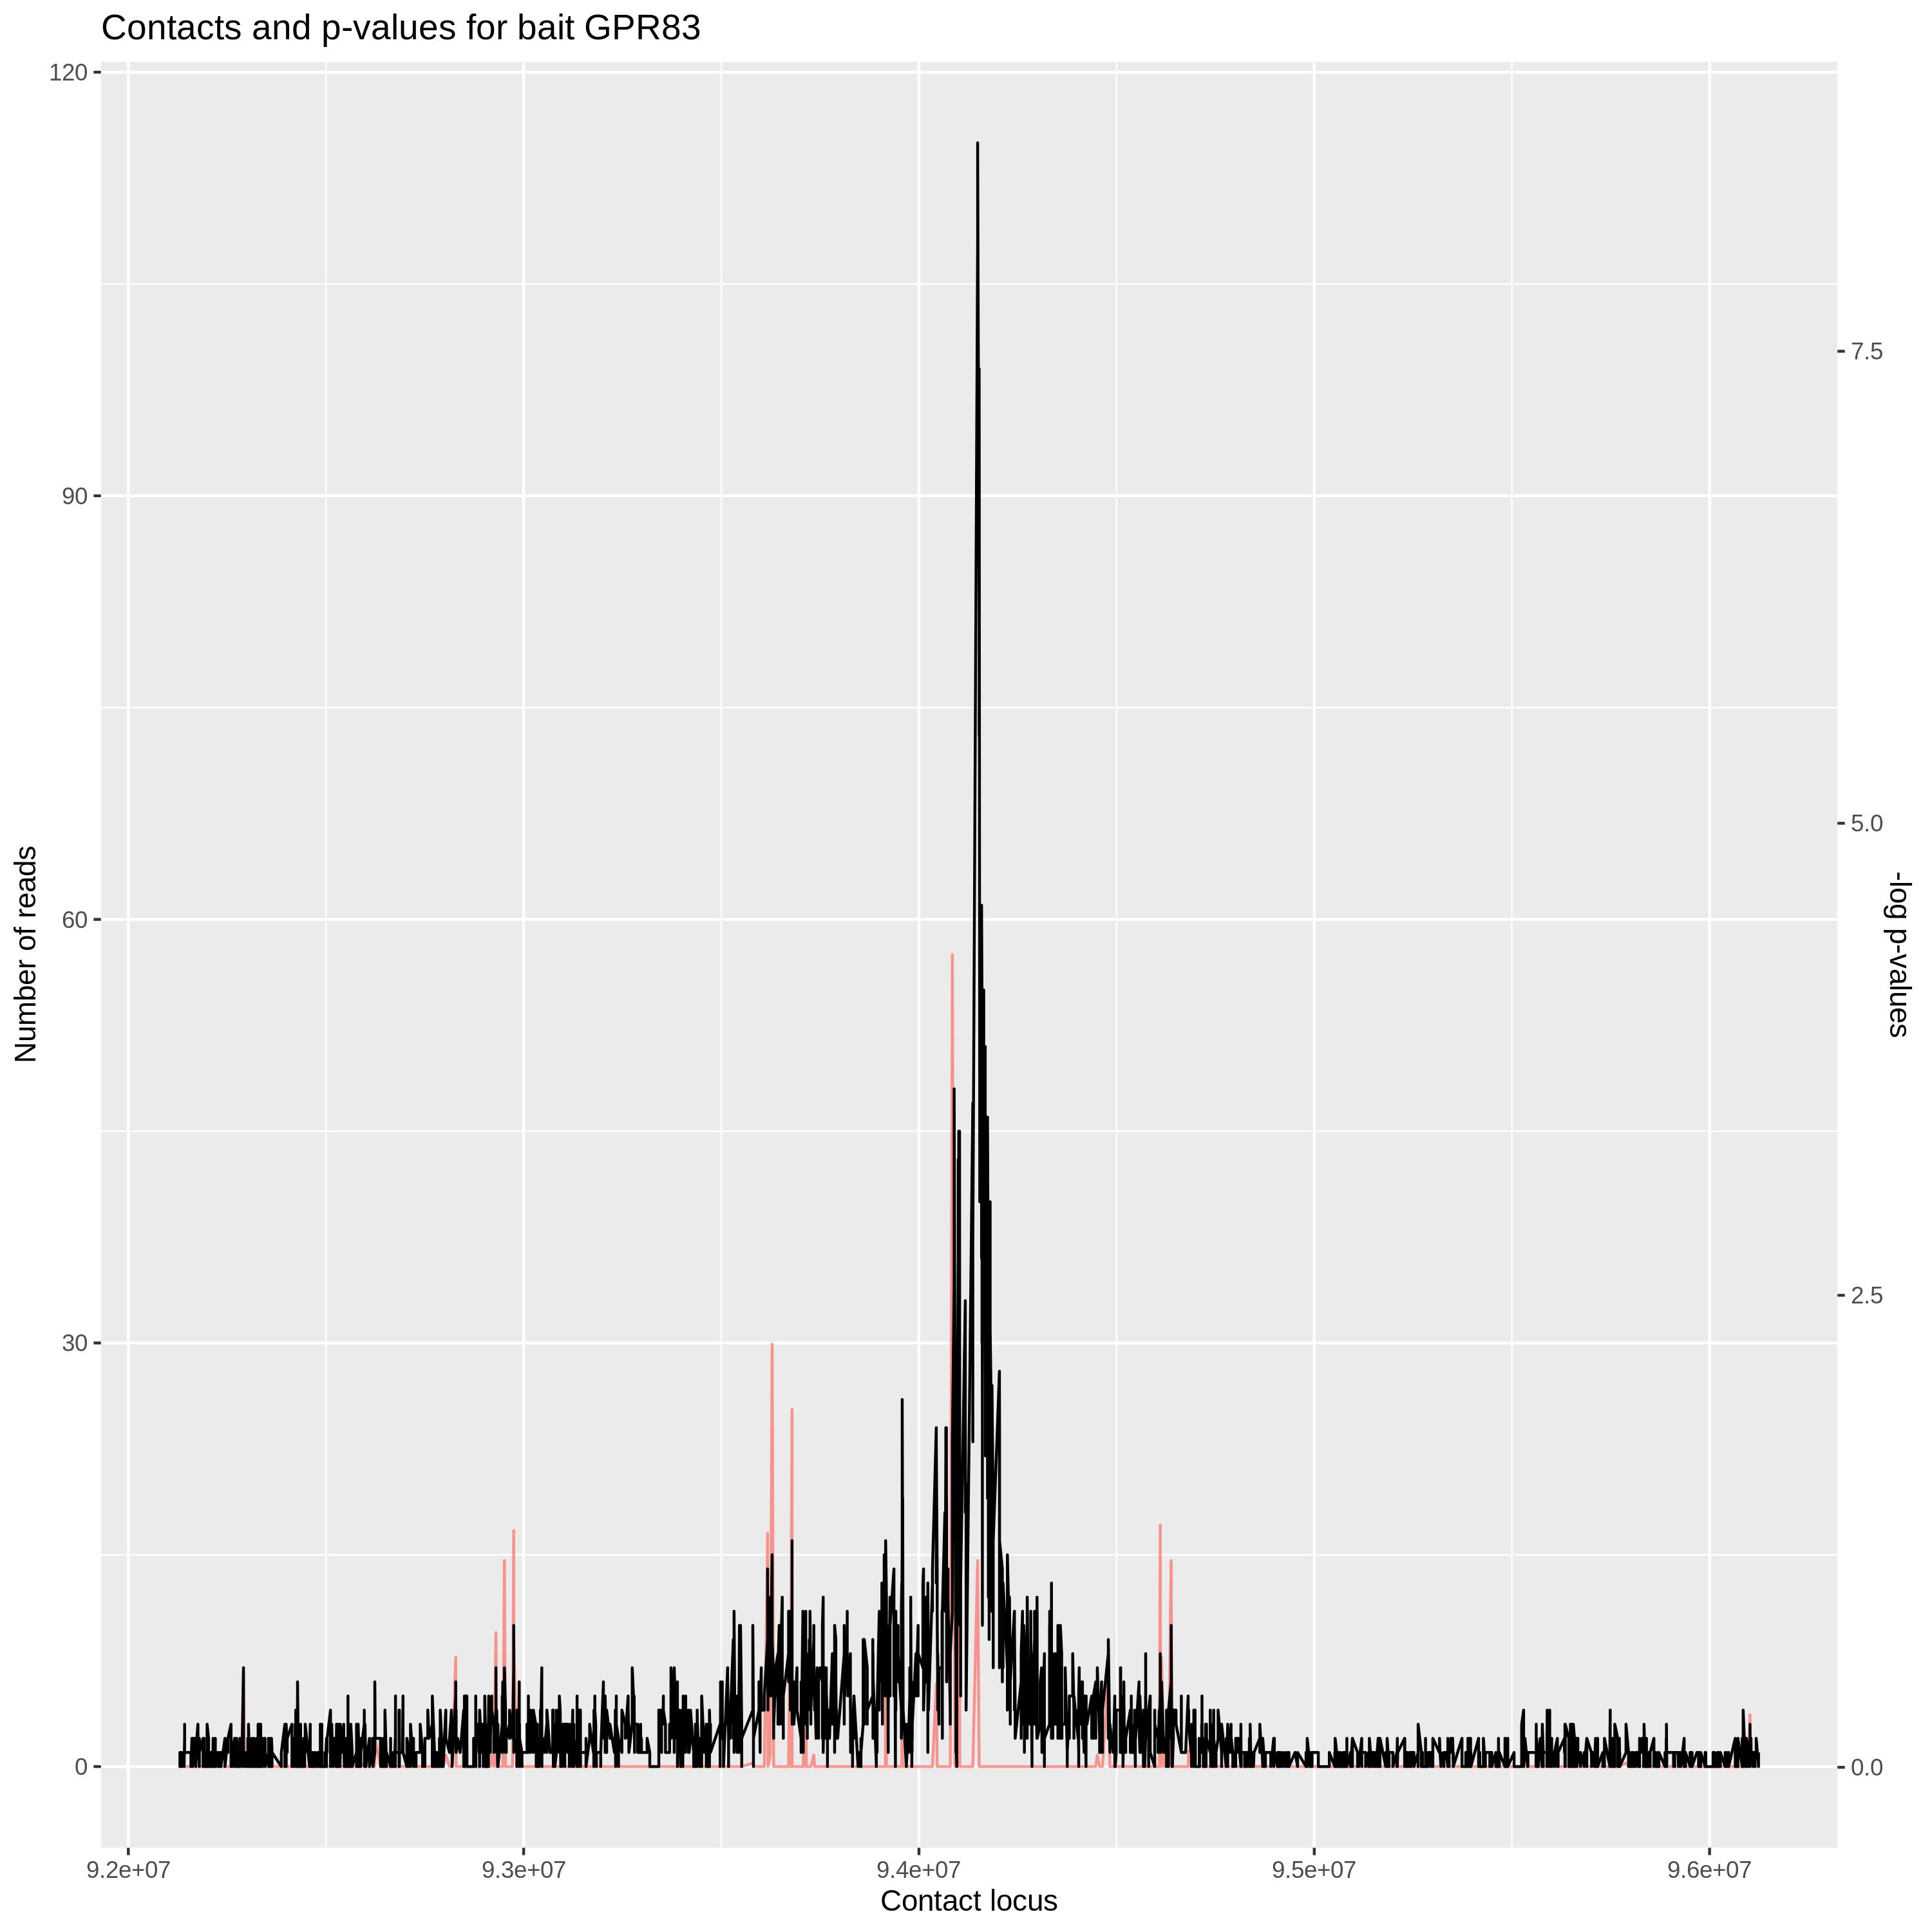 Contacts and p-values for bait GPR83
120
90
60
30
0
Number of reads
7.5
5.0
2.5
0.0
-log p-values
9.2e+07 9.3e+07 9.4e+07 9.5e+07 9.6e+07
Contact locus